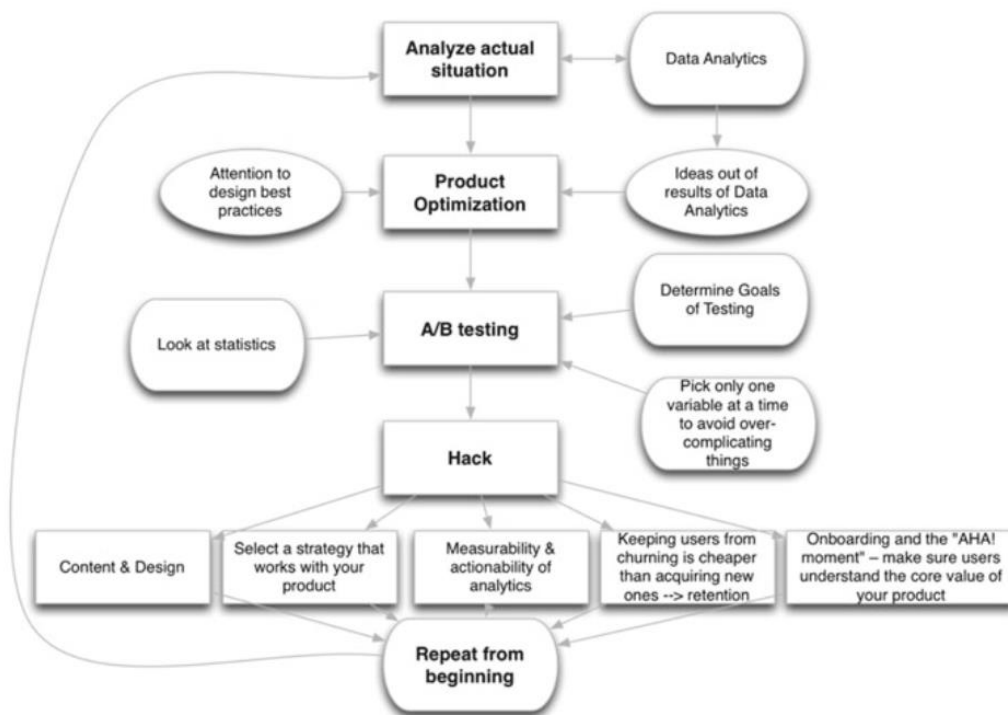 Analyze actual
situation
Data Analytics
Attention to
design best
practices
Product
Optimization
Ideas out of
results of Data
Analytics
Look at statistics
A/B testing
Determine Goals
of Testing
Pick only one
variable at a time
to avoid over-
complicating
things
Hack
Content & Design
Select a strategy that
works with your
product
Measurability &
actionability of
analytics
Keeping users from
churning is cheaper
than acquiring new
ones --> retention
Onboarding and the "AHA!
moment" – make sure users
understand the core value of
your product
Repeat from
beginning